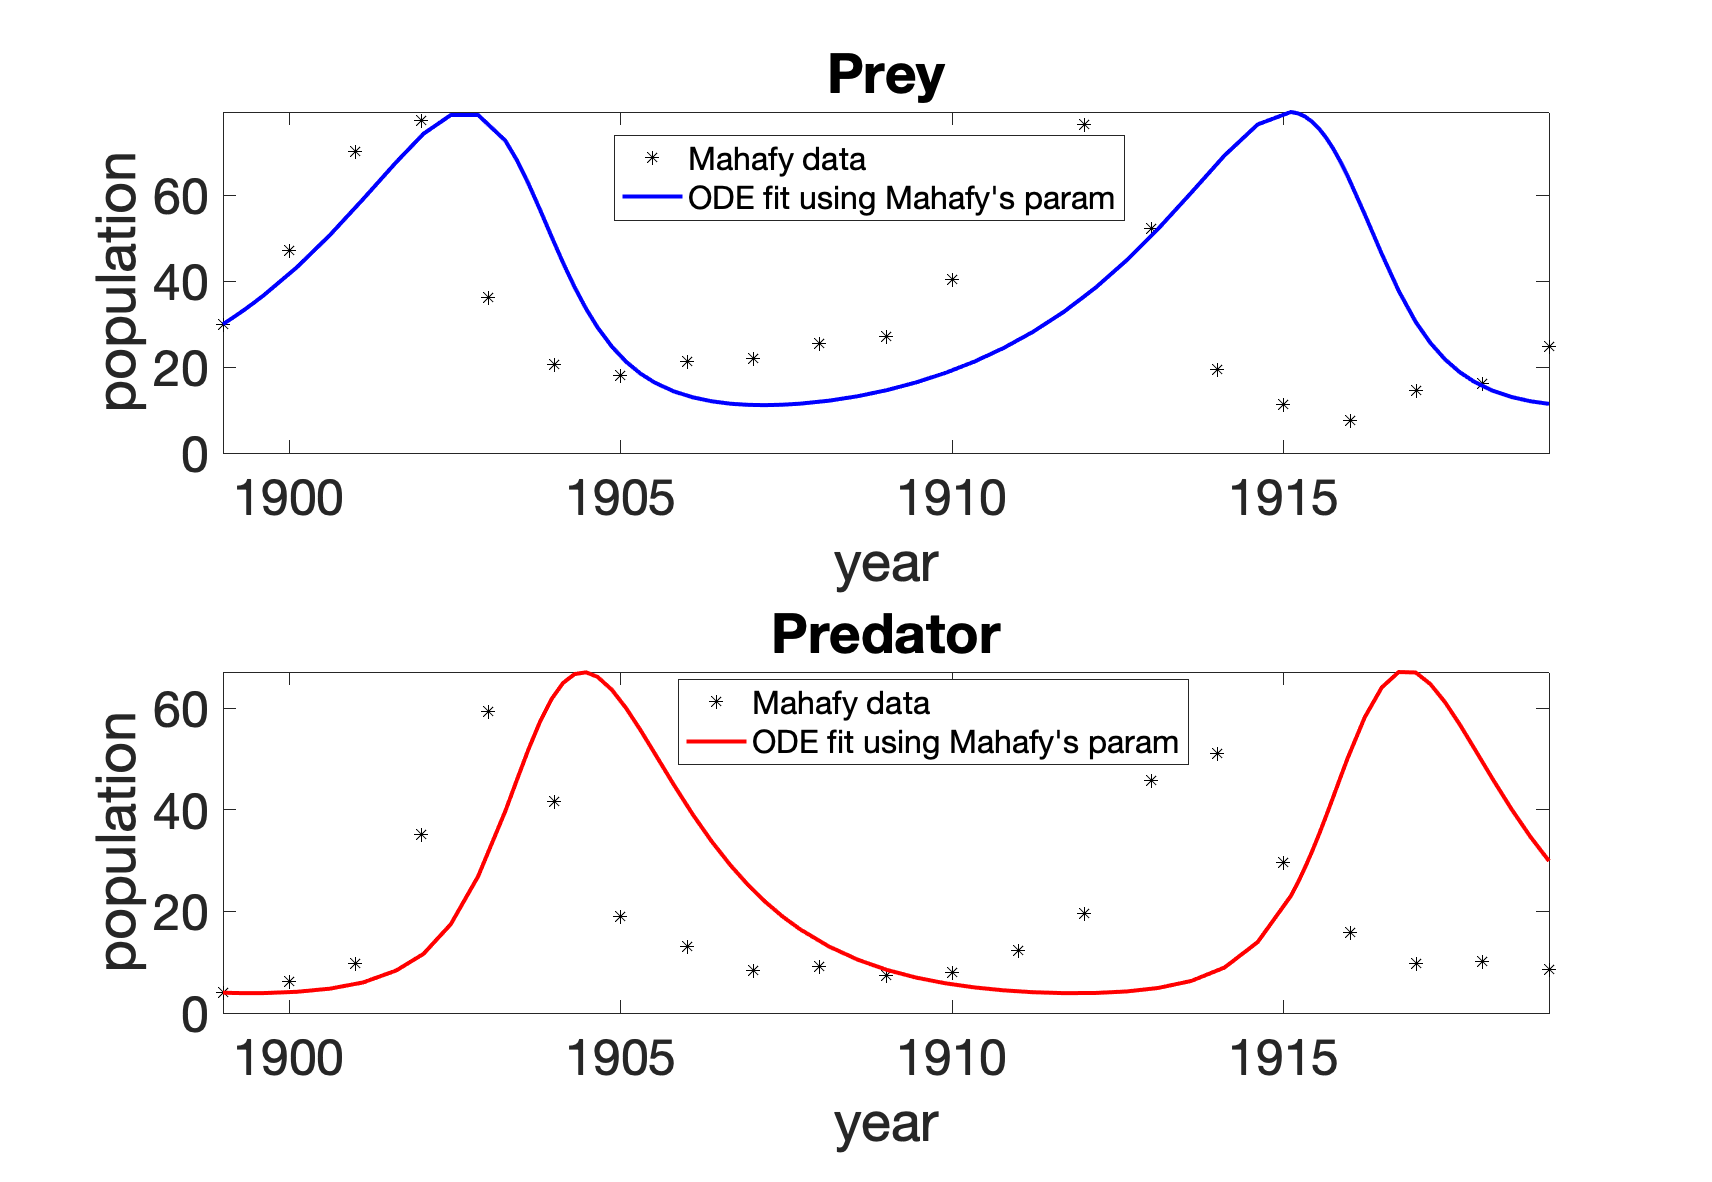 Prey
Mahafy data
ODE fit using Mahafy's param
population
60
40
20
0
1900
1905
1910
1915
year
Predator
Mahafy data
ODE fit using Mahafy's param
population
60
40
20
0
1900
1905
1910
1915
year